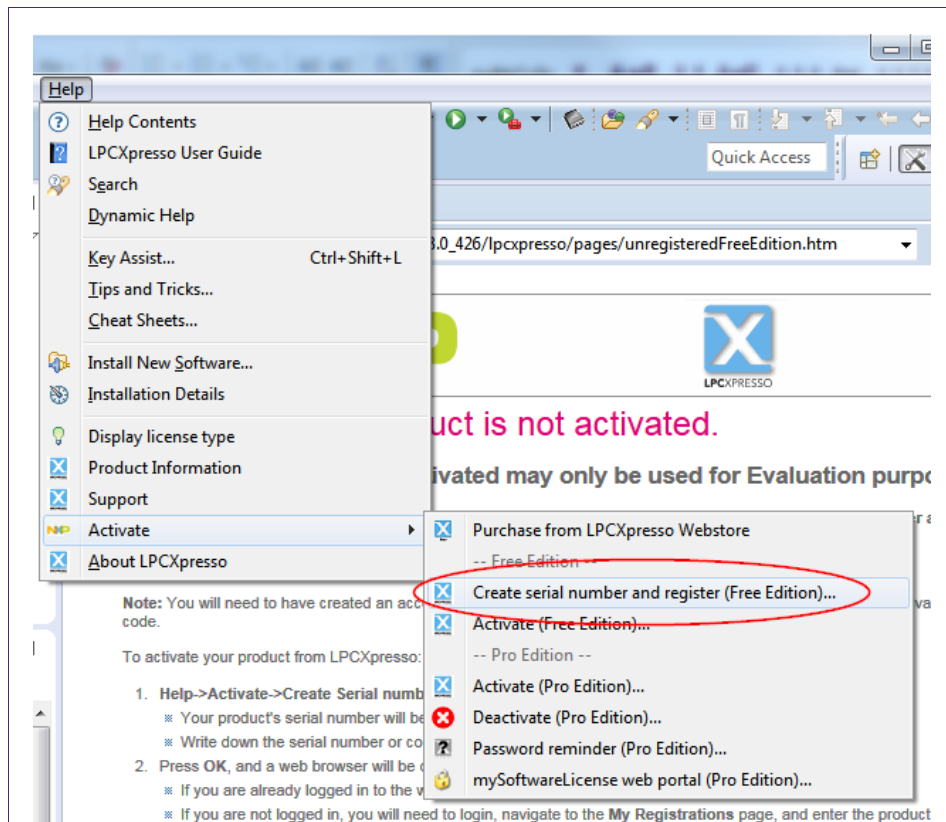 Help
Help Contents
LPCXpresso User Guide
Search
Dynamic Help
Key Assist... Ctrl+Shift+L
Tips and Tricks...
Cheat Sheets...
Install New Software...
Installation Details
Display license type
Product Information
Support
Activate
About LPCXpresso
Quick Access
.0_426/lpcxpresso/pages/unregisteredFreeEdition.htm
LPCXPRESSO
uct is not activated.
ivated may only be used for Evaluation purpo
Purchase from LPCXpresso Webstore
-- Free Edition --
Create serial number and register (Free Edition)...
Activate (Free Edition)...
-- Pro Edition --
Activate (Pro Edition)...
Deactivate (Pro Edition)...
Password reminder (Pro Edition)...
mySoftwareLicense web portal (Pro Edition)...
Note: You will need to have created an acc
code.
To activate your product from LPCXpresso:
1. Help->Activate->Create Serial numb
Your product's serial number will be
Write down the serial number or co
2. Press OK, and a web browser will be
If you are already logged in to the w
If you are not logged in, you will need to login, navigate to the My Registrations page, and enter the product